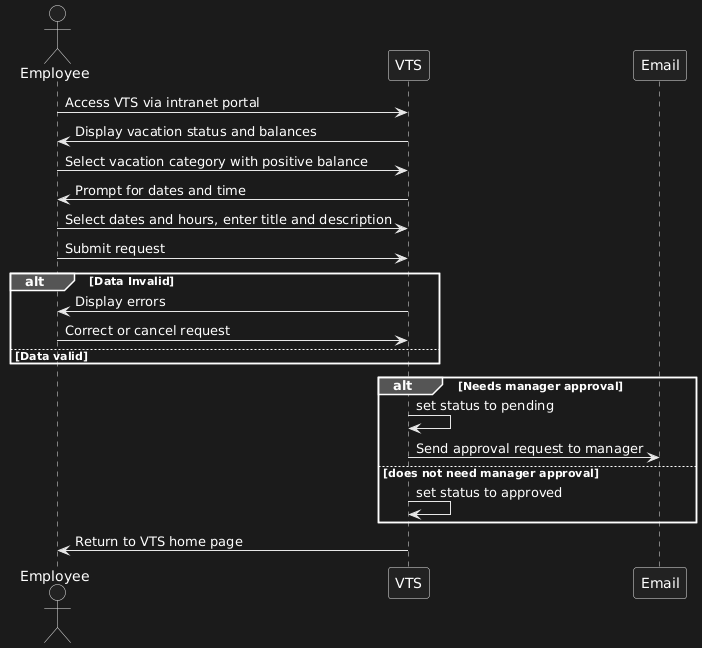 Employee
VTS
Email
Access VTS via intranet portal
Display vacation status and balances
Select vacation category with positive balance
Prompt for dates and time
Select dates and hours, enter title and description
Submit request
alt [Data Invalid]
Display errors
Correct or cancel request
[Data valid]
alt [Needs manager approval]
set status to pending
Send approval request to manager
[does not need manager approval]
set status to approved
Return to VTS home page
Employee
VTS
Email